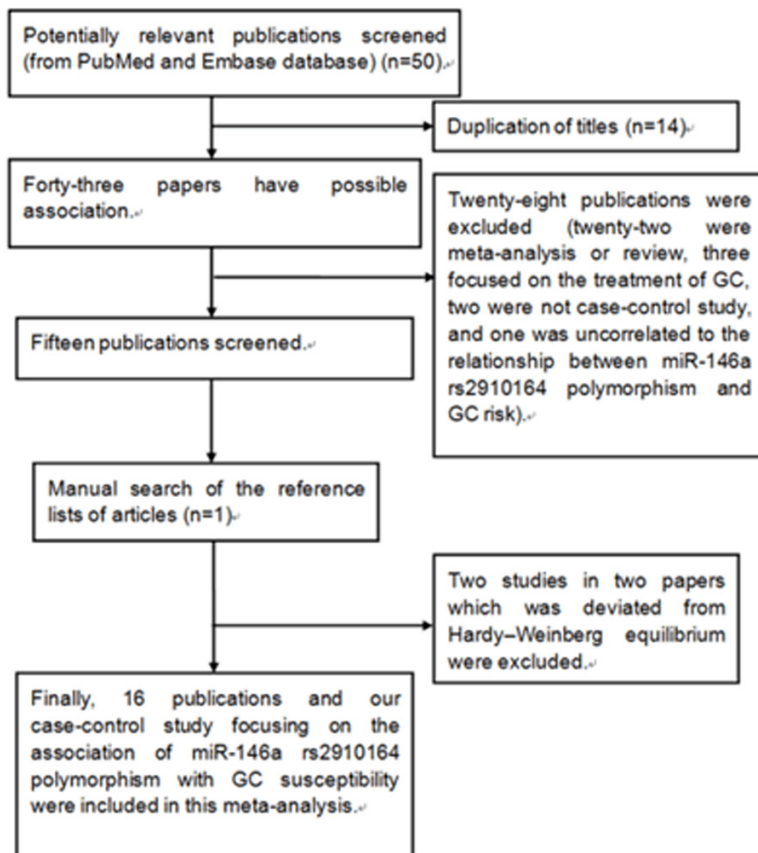 Potentially relevant publications screened
(from PubMed and Embase database) (n=50).
Duplication of titles (n=14)
Forty-three papers have possible
association.
Twenty-eight publications were
excluded (twenty-two were
meta-analysis or review, three
focused on the treatment of GC,
two were not case-control study,
and one was uncorrelated to the
relationship between miR-146a
rs2910164 polymorphism and
GC risk).
Fifteen publications screened.
Manual search of the reference
lists of articles (n=1)
Two studies in two papers
which was deviated from
Hardy–Weinberg equilibrium
were excluded.
Finally, 16 publications and our
case-control study focusing on the
association of miR-146a rs2910164
polymorphism with GC susceptibility
were included in this meta-analysis.